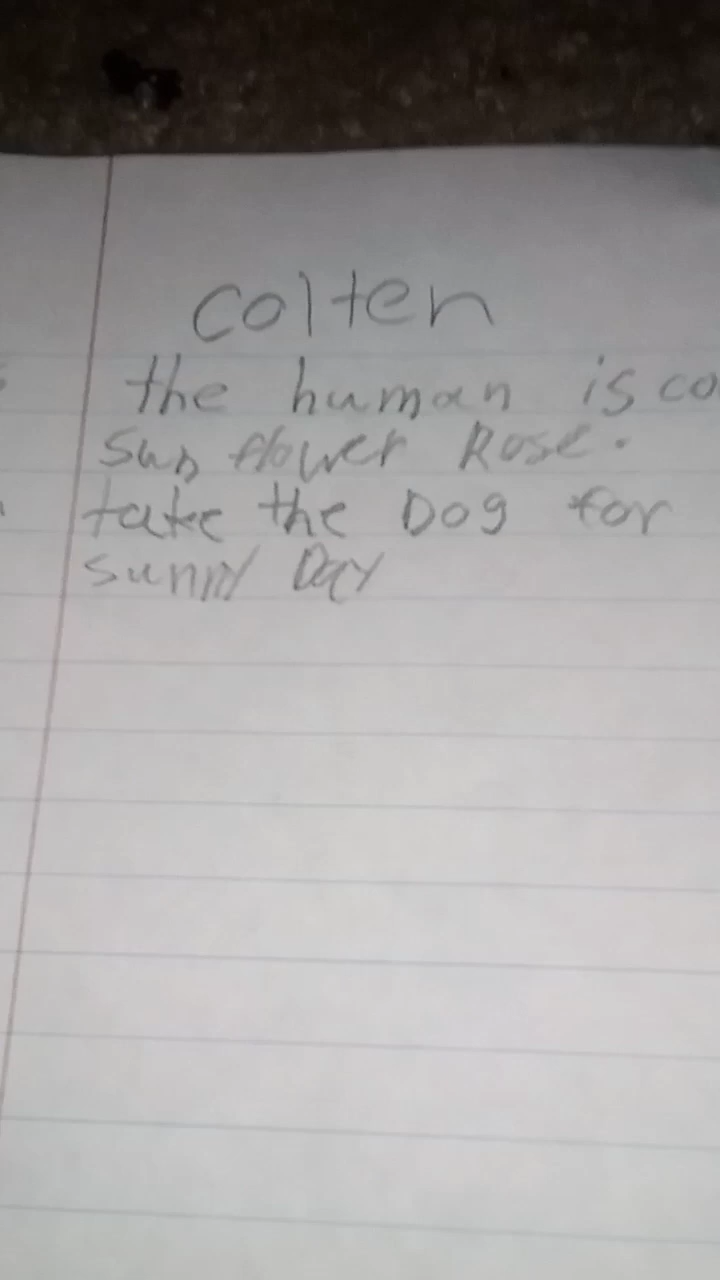 colten
the human is co
Sun flower Rose.
take the Dog for
sunny Day